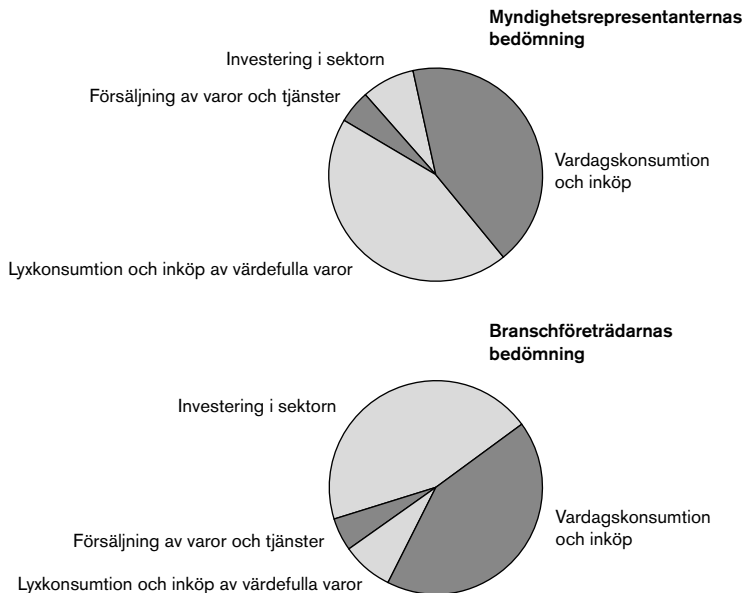 Myndighetsrepresentanternas
bedömning
Investering i sektorn
Försäljning av varor och tjänster
Vardagskonsumtion
och inköp
Lyxkonsumtion och inköp av värdefulla varor
Branschföreträdarnas
bedömning
Investering i sektorn
Vardagskonsumtion
och inköp
Försäljning av varor och tjänster
Lyxkonsumtion och inköp av värdefulla varor